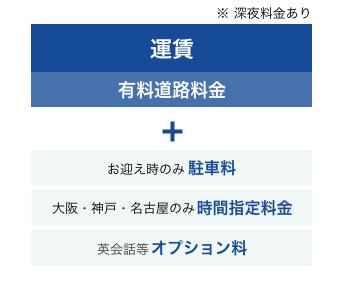 ※ 深夜料金あり
運賃
有料道路料金
+
お迎え時のみ 駐車料
大阪・神戸・名古屋のみ 時間指定料金
英会話等 オプション料